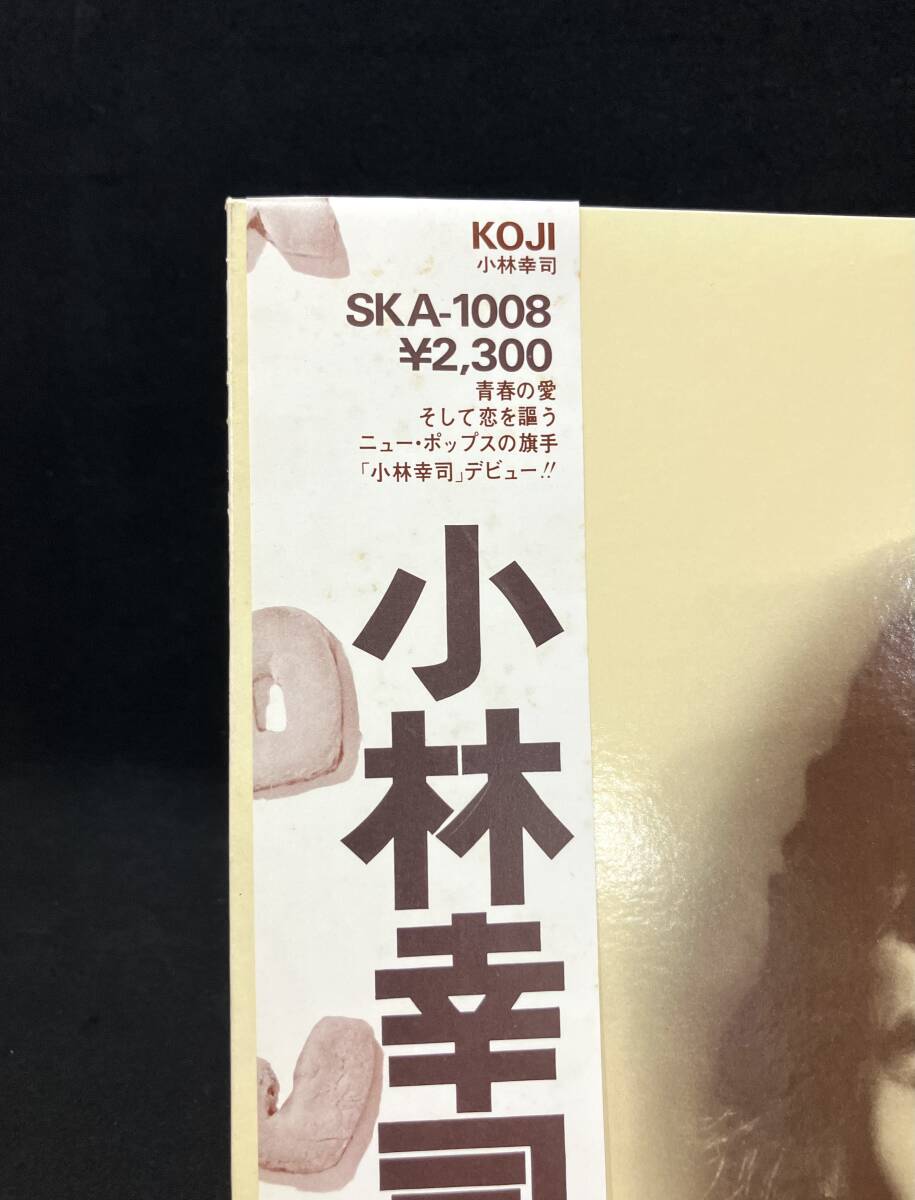 KOJI
小林幸司
SKA-1008
¥2,300
青春の愛
そして恋を謳う
ニュー・ポップスの旗手
「小林幸司」デビュー!!
小林幸司